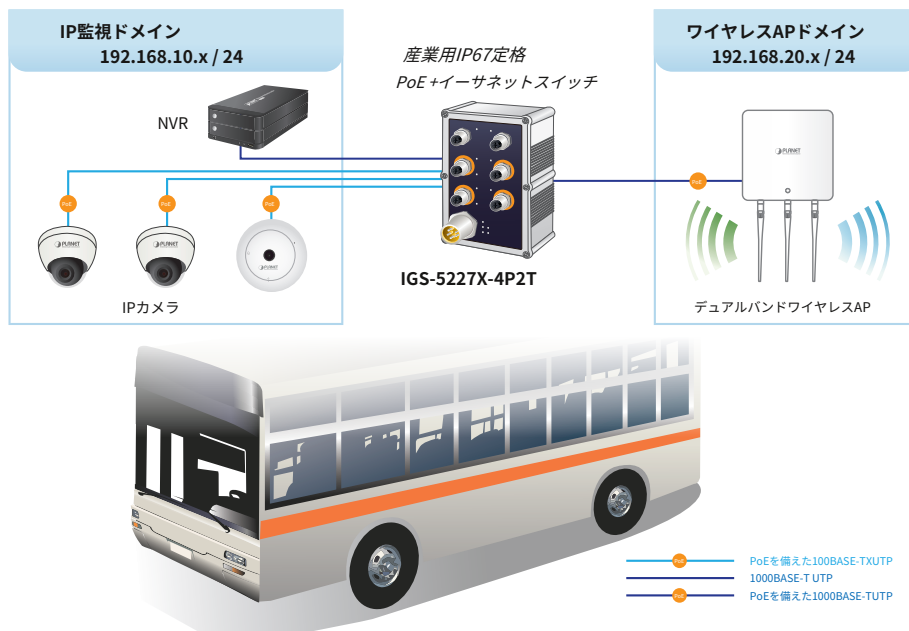 IP監視ドメイン
192.168.10.x / 24
NVR
PoE
PoE
PoE
PLANET
PLANET
PLANET
IPカメラ
産業用IP67定格
PoE +イーサネットスイッチ
IGS-5227X-4P2T
ワイヤレスAPドメイン
192.168.20.x / 24
PoE
PLANET
デュアルバンドワイヤレスAP
PoE
PoEを備えた100BASE-TXUTP
1000BASE-T UTP
PoE
PoEを備えた1000BASE-TUTP